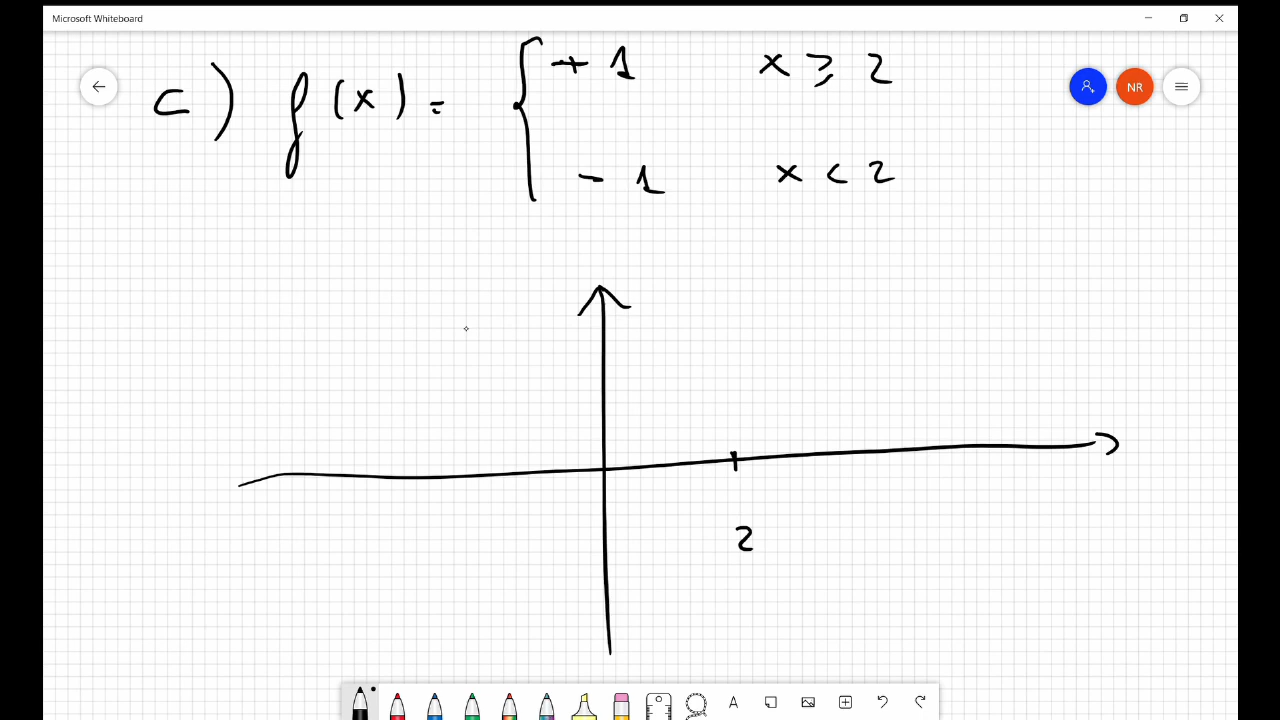 Microsoft Whiteboard
c) f(x) = { + 1 x ⩾ 2
- 1 x < 2
NR
2
A